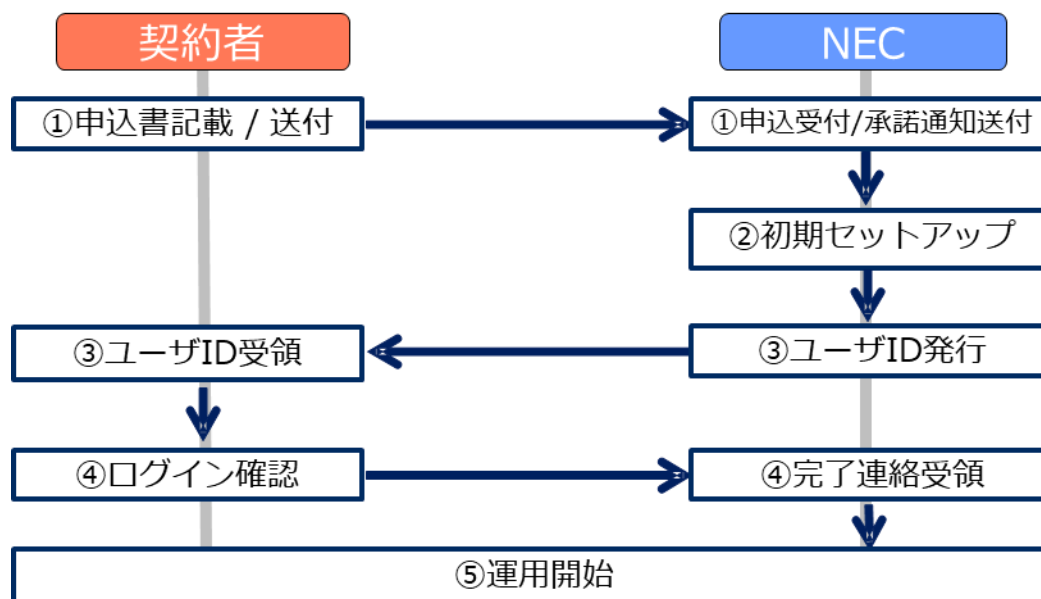 契約者
NEC
①申込書記載 / 送付
①申込受付/承諾通知送付
②初期セットアップ
③ユーザID受領
③ユーザID発行
④ログイン確認
④完了連絡受領
⑤運用開始